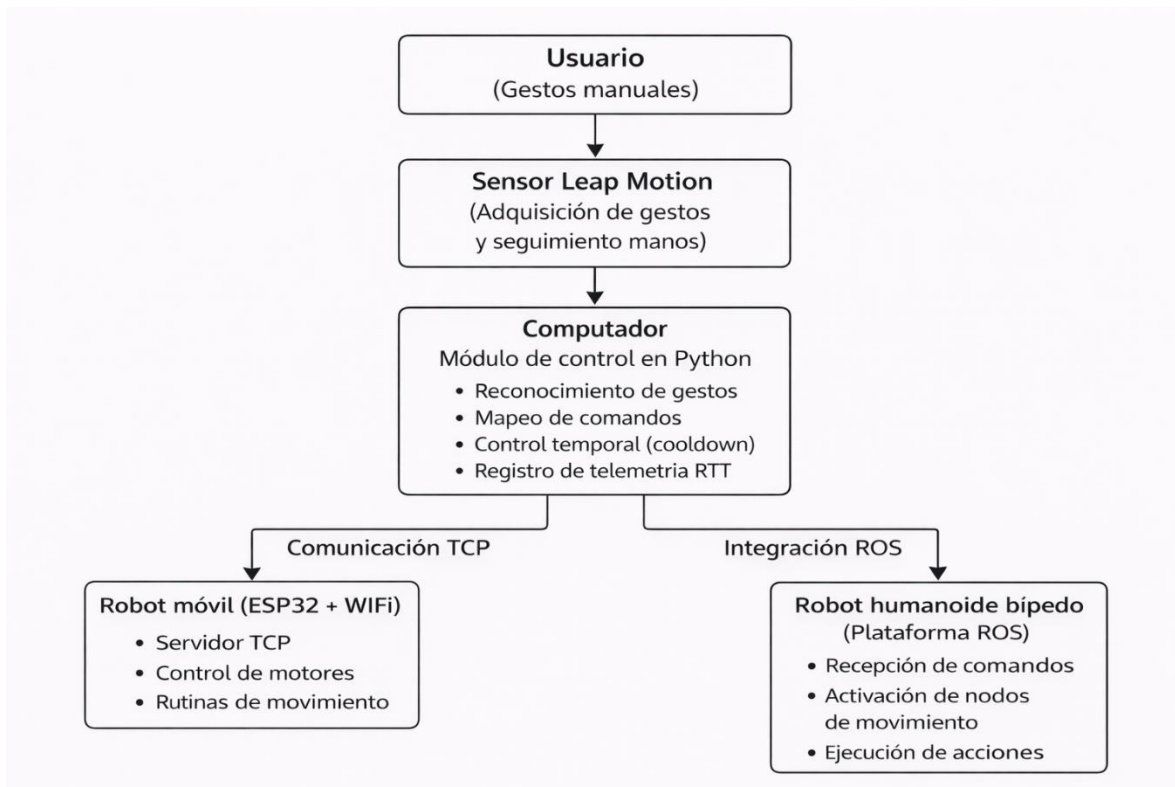 Usuario
(Gestos manuales)
Sensor Leap Motion
(Adquisición de gestos
y seguimiento manos)
Computador
Módulo de control en Python
• Reconocimiento de gestos
• Mapeo de comandos
• Control temporal (cooldown)
• Registro de telemetria RTT
Comunicación TCP
Integración ROS
Robot móvil (ESP32 + WIFi)
• Servidor TCP
• Control de motores
• Rutinas de movimiento
Robot humanoide bípedo
(Plataforma ROS)
• Recepción de comandos
• Activación de nodos
de movimiento
• Ejecución de acciones